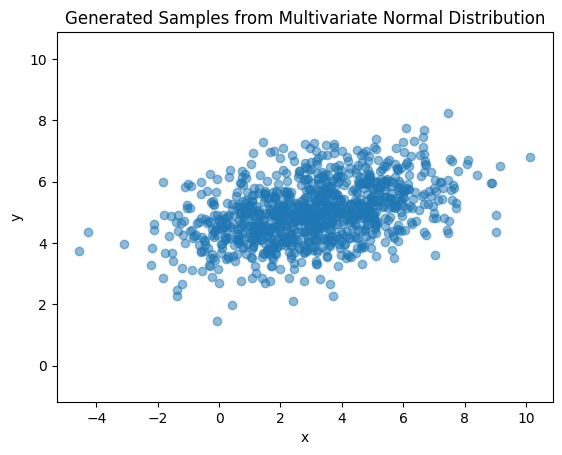 Generated Samples from Multivariate Normal Distribution
10
8
6
4
2
0
y
−4 −2 0 2 4 6 8 10
x